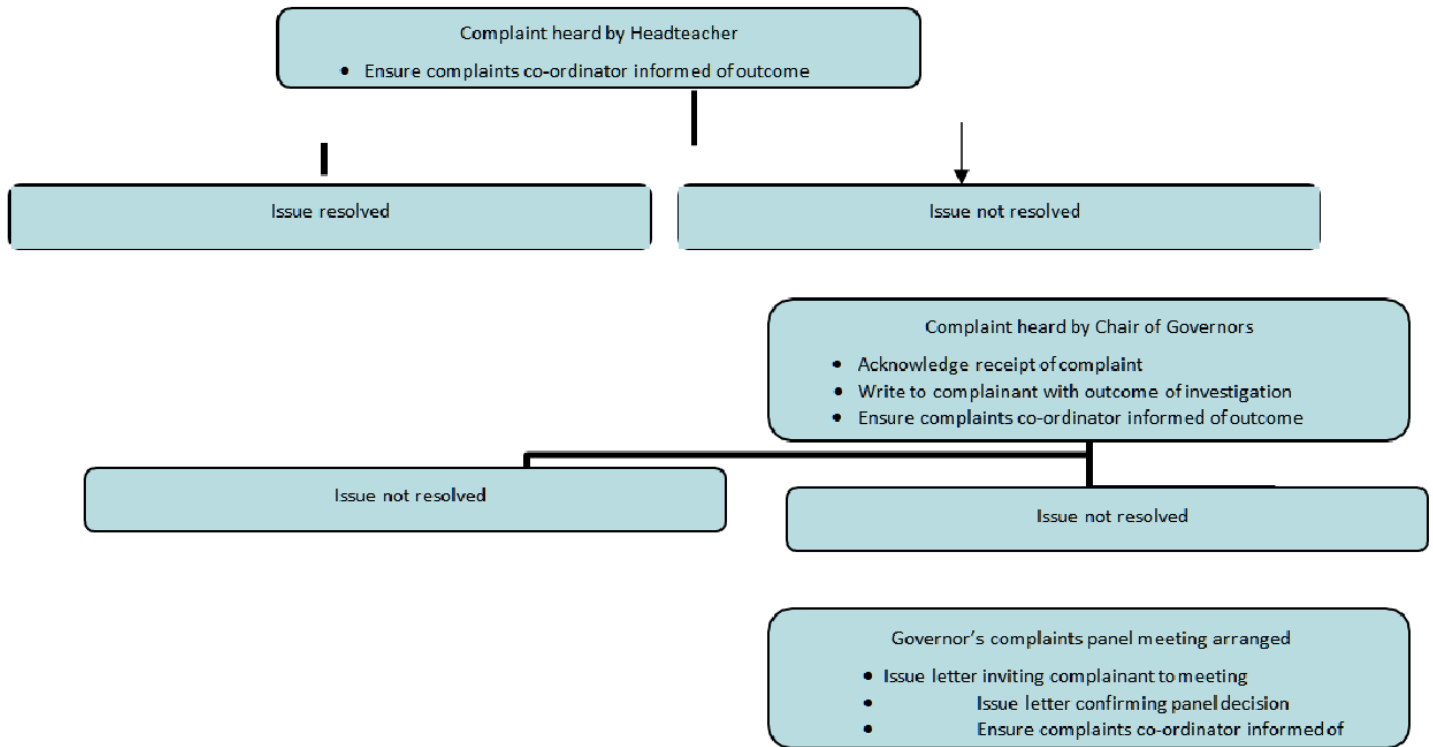 Complaint heard by Headteacher
• Ensure complaints co-ordinator informed of outcome
Issue resolved
Issue not resolved
Complaint heard by Chair of Governors
• Acknowledge receipt of complaint
• Write to complainant with outcome of investigation
• Ensure complaints co-ordinator informed of outcome
Issue not resolved
Issue not resolved
Governor’s complaints panel meeting arranged
• Issue letter inviting complainant to meeting
• Issue letter confirming panel decision
• Ensure complaints co-ordinator informed of